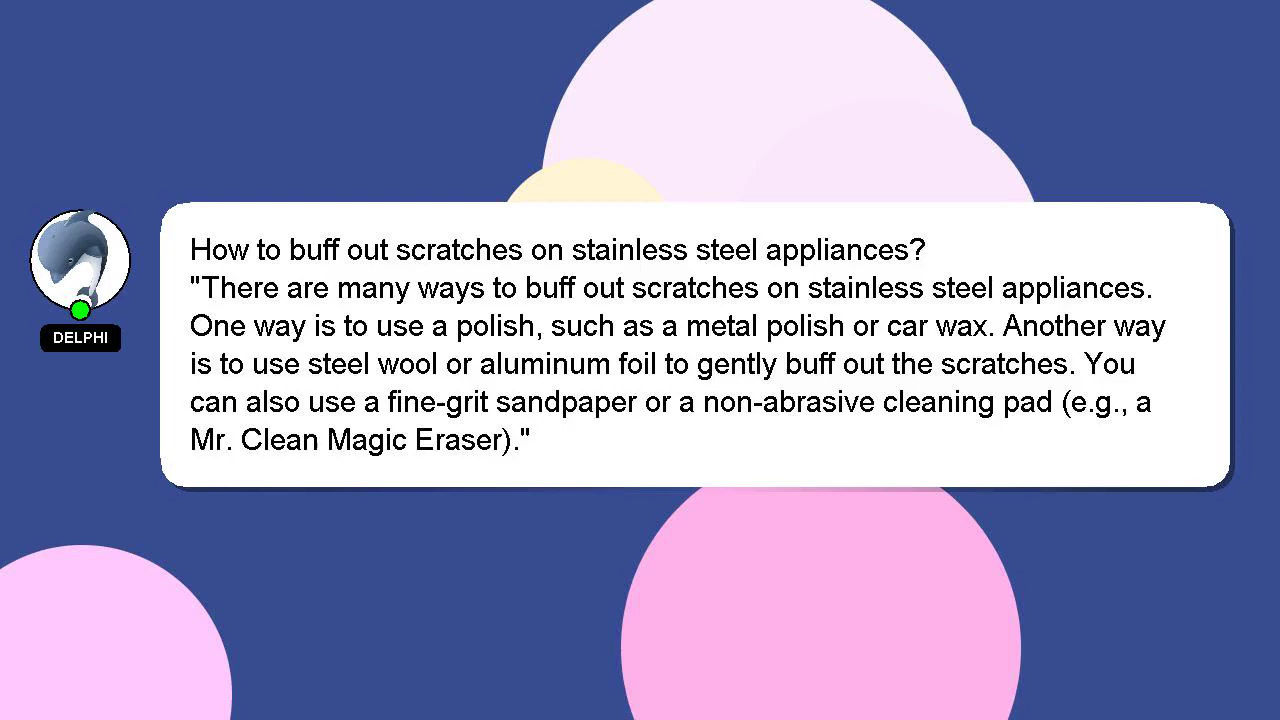 How to buff out scratches on stainless steel appliances?
"There are many ways to buff out scratches on stainless steel appliances.
One way is to use a polish, such as a metal polish or car wax. Another way
is to use steel wool or aluminum foil to gently buff out the scratches. You
can also use a fine-grit sandpaper or a non-abrasive cleaning pad (e.g., a
Mr. Clean Magic Eraser)."
DELPHI